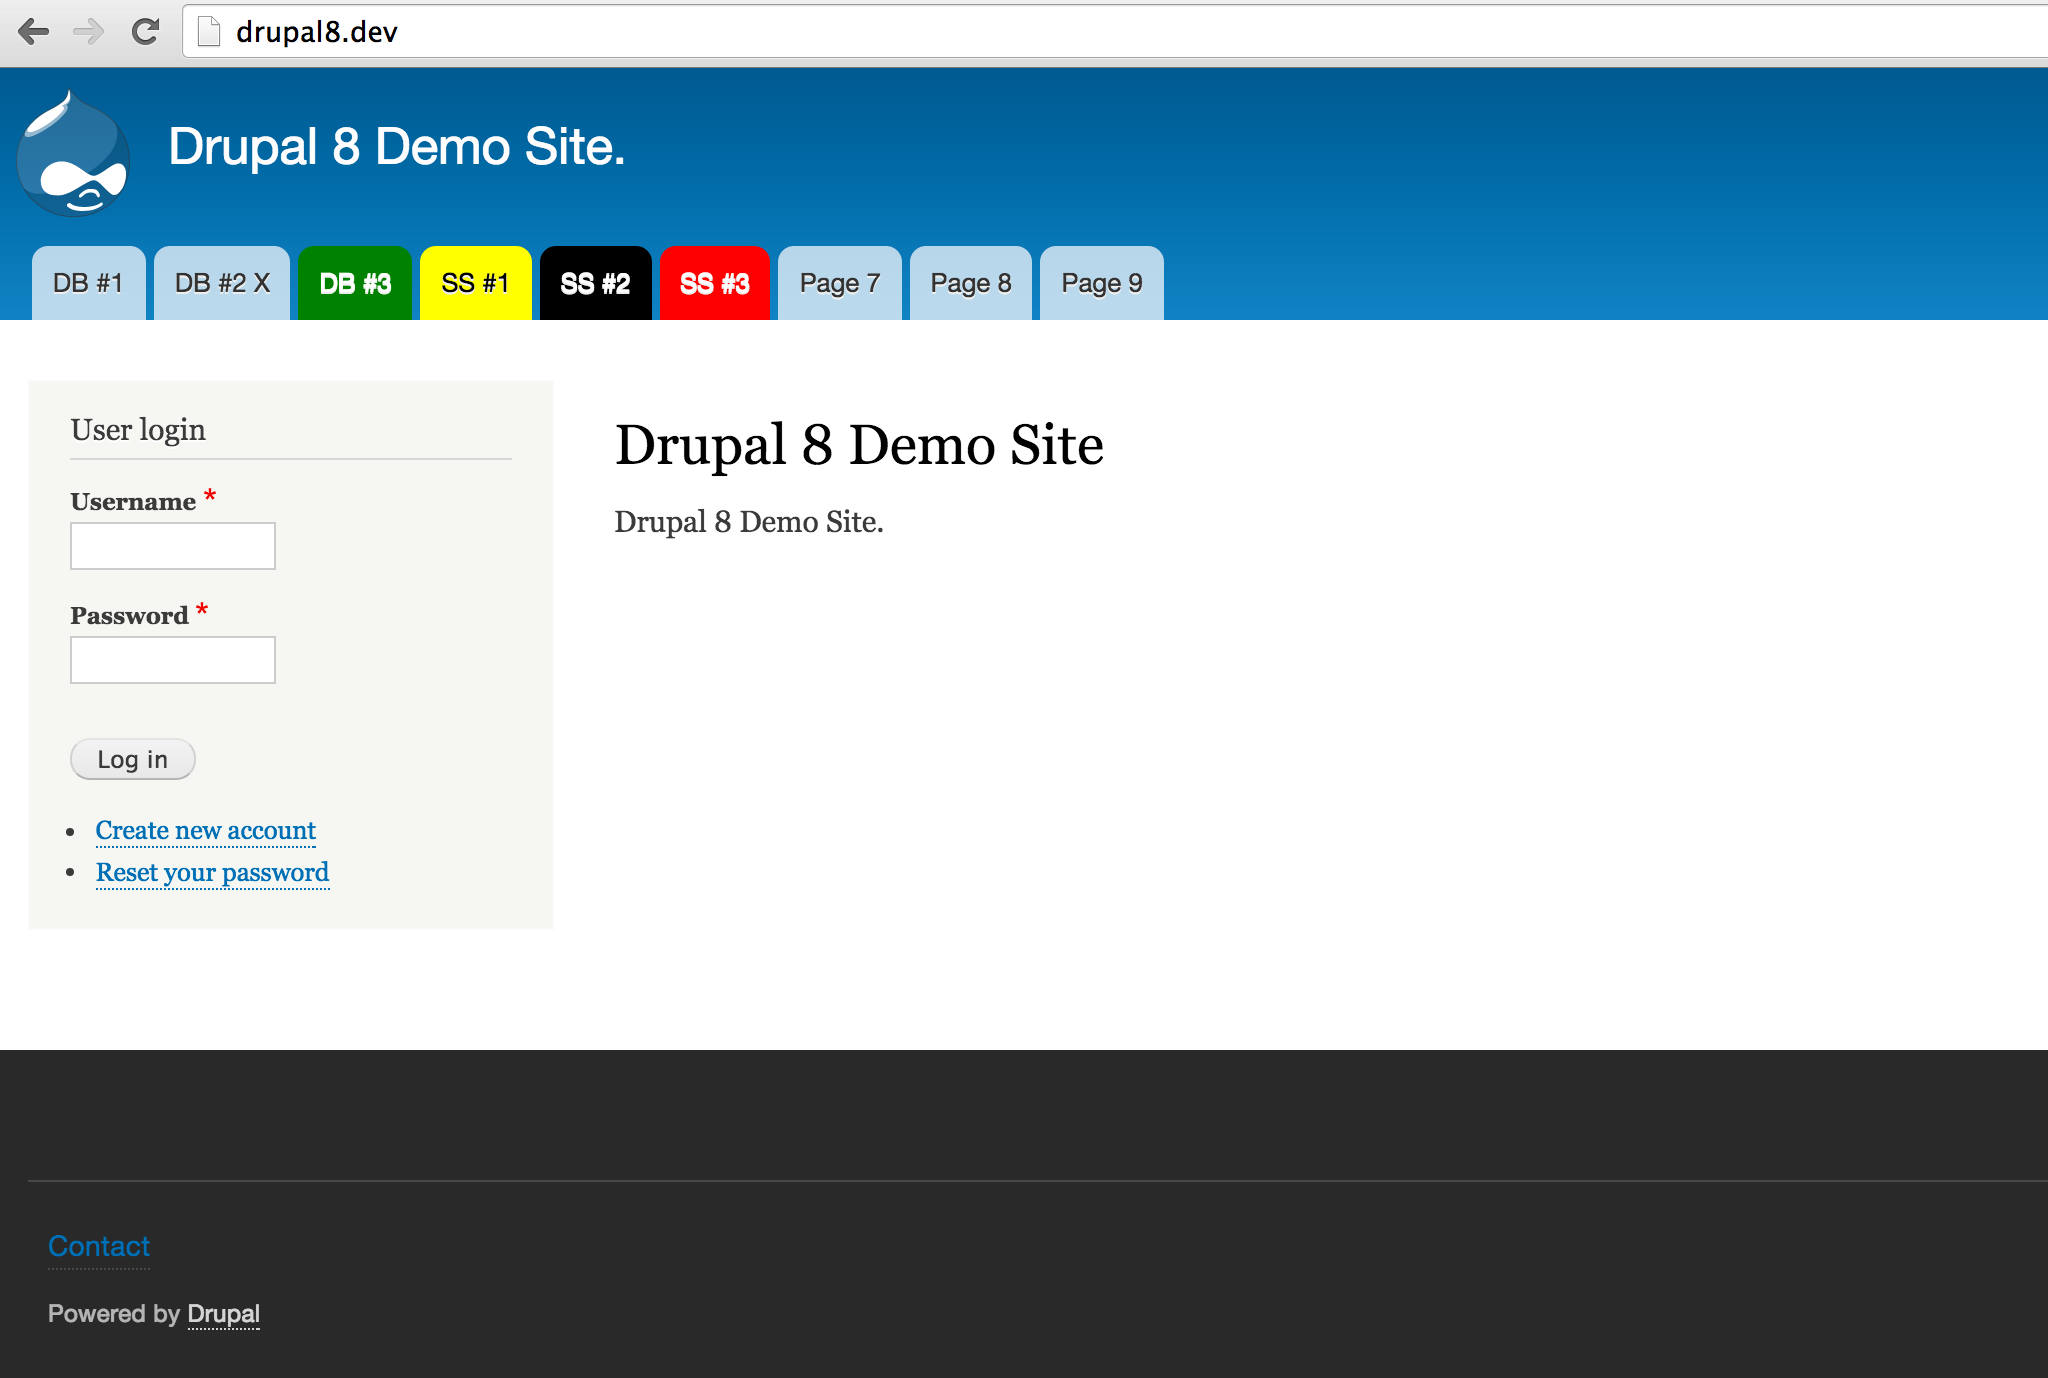 drupal8.dev
Drupal 8 Demo Site.
DB #1 DB #2 X DB #3 SS #1 SS #2 SS #3 Page 7 Page 8 Page 9
User login
Username *
Password *
Log in
Create new account
Reset your password
Drupal 8 Demo Site
Drupal 8 Demo Site.
Contact
Powered by Drupal